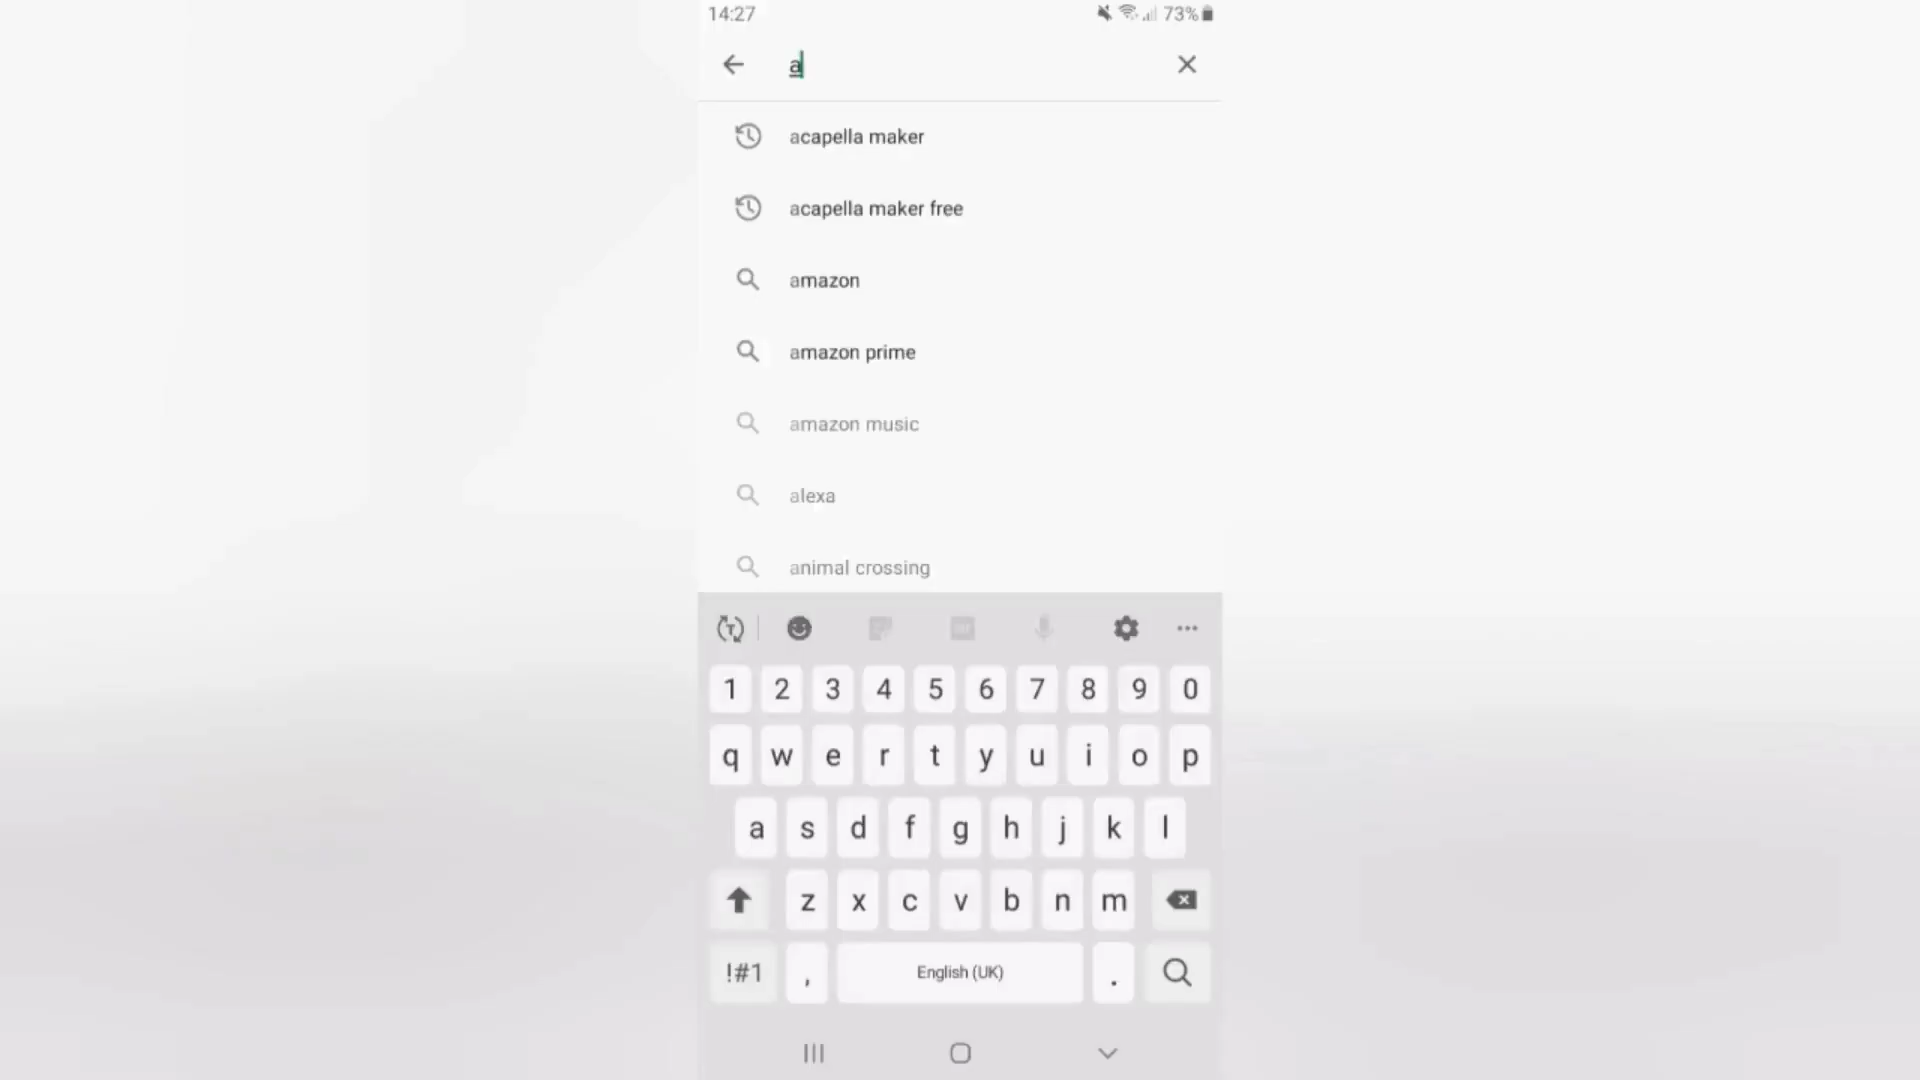 14:27 73%
a
acapella maker
acapella maker free
amazon
amazon prime
amazon music
alexa
animal crossing
1 2 3 4 5 6 7 8 9 0
q w e r t y u i o p
a s d f g h j k l
z x c v b n m
!#1 , English (UK) .